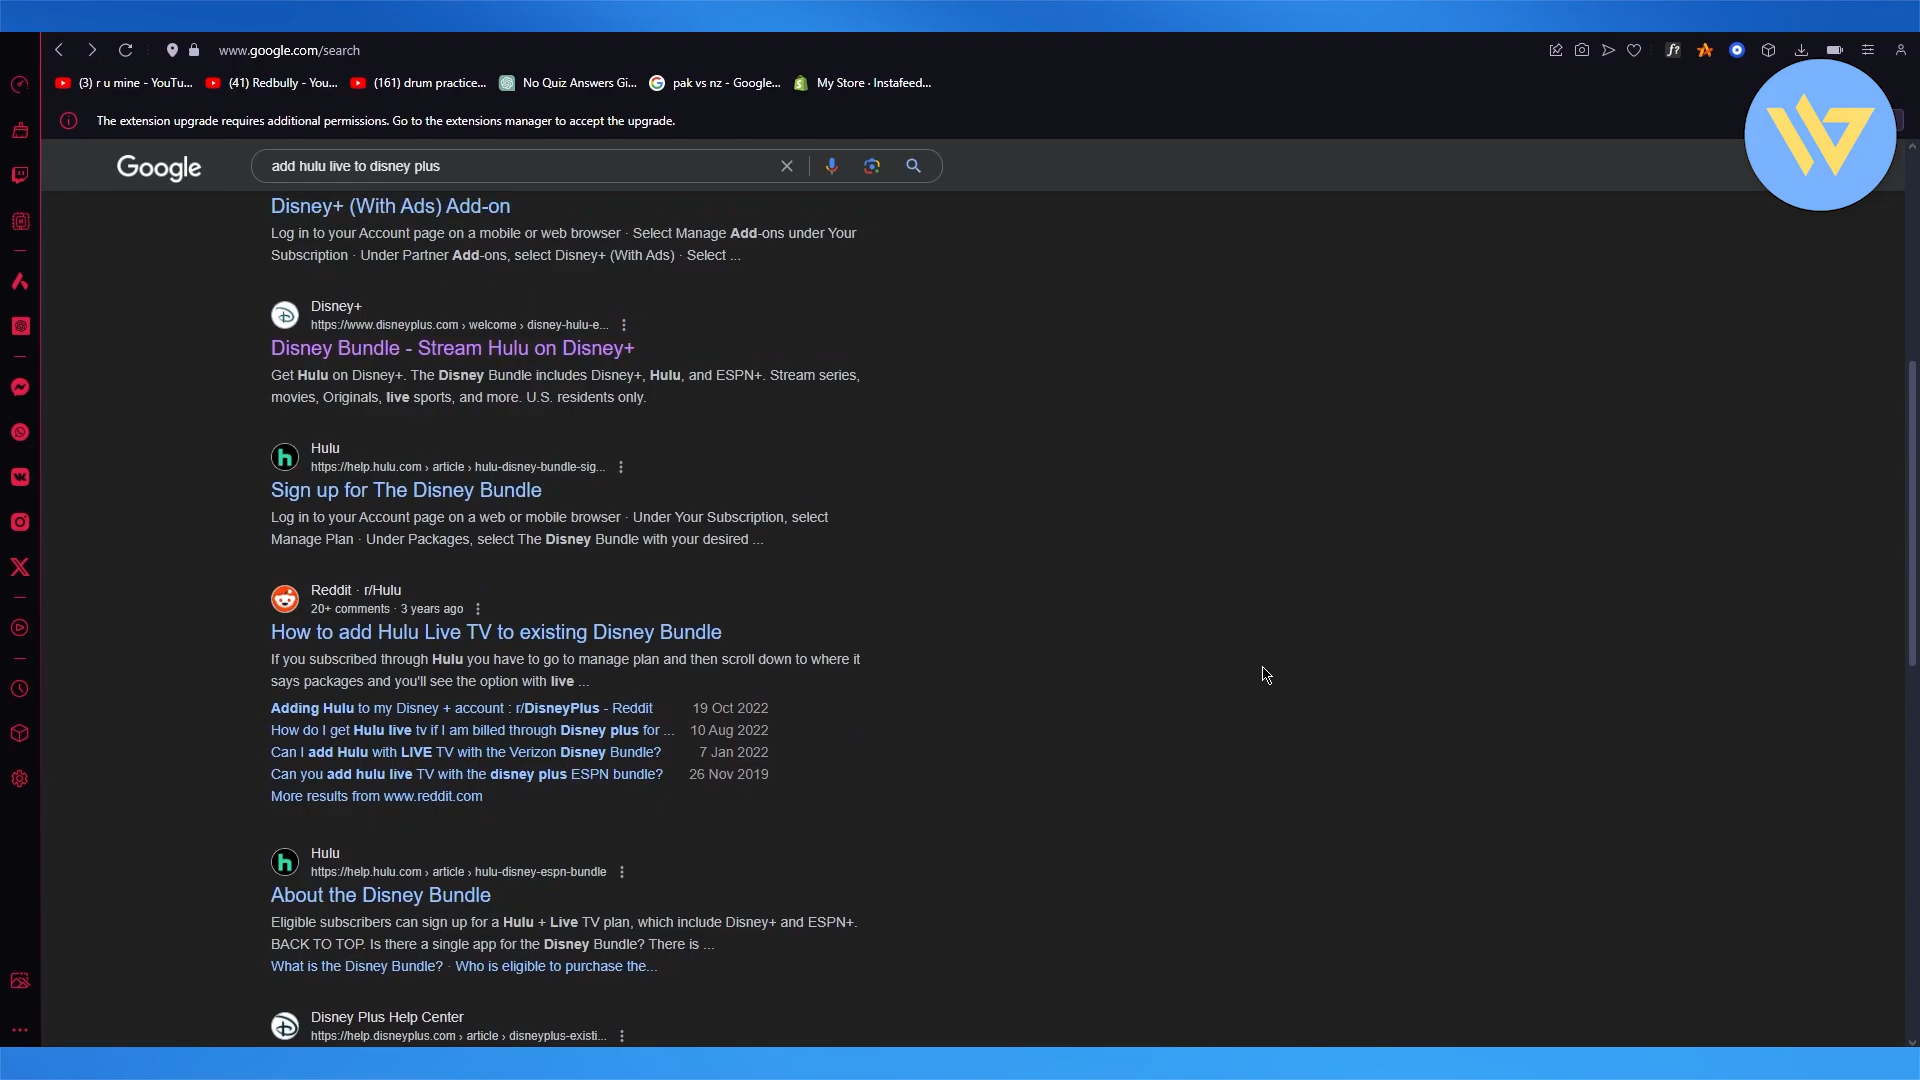 www.google.com/search
(3) r u mine - YouTu...
(41) Redbully - You...
(161) drum practice...
No Quiz Answers Gi...
pak vs nz - Google...
My Store · Instafeed...
The extension upgrade requires additional permissions. Go to the extensions manager to accept the upgrade.
Google
add hulu live to disney plus
Disney+ (With Ads) Add-on
Log in to your Account page on a mobile or web browser · Select Manage Add-ons under Your
Subscription · Under Partner Add-ons, select Disney+ (With Ads) · Select ...
Disney+
https://www.disneyplus.com › welcome › disney-hulu-e...
Disney Bundle - Stream Hulu on Disney+
Get Hulu on Disney+. The Disney Bundle includes Disney+, Hulu, and ESPN+. Stream series,
movies, Originals, live sports, and more. U.S. residents only.
Hulu
https://help.hulu.com › article › hulu-disney-bundle-sig...
Sign up for The Disney Bundle
Log in to your Account page on a web or mobile browser · Under Your Subscription, select
Manage Plan · Under Packages, select The Disney Bundle with your desired ...
Reddit · r/Hulu
20+ comments · 3 years ago
How to add Hulu Live TV to existing Disney Bundle
If you subscribed through Hulu you have to go to manage plan and then scroll down to where it
says packages and you'll see the option with live ...
Adding Hulu to my Disney + account : r/DisneyPlus - Reddit 19 Oct 2022
How do I get Hulu live tv if I am billed through Disney plus for ... 10 Aug 2022
Can I add Hulu with LIVE TV with the Verizon Disney Bundle? 7 Jan 2022
Can you add hulu live TV with the disney plus ESPN bundle? 26 Nov 2019
More results from www.reddit.com
Hulu
https://help.hulu.com › article › hulu-disney-espn-bundle
About the Disney Bundle
Eligible subscribers can sign up for a Hulu + Live TV plan, which include Disney+ and ESPN+.
BACK TO TOP. Is there a single app for the Disney Bundle? There is ...
What is the Disney Bundle? · Who is eligible to purchase the...
Disney Plus Help Center
https://help.disneyplus.com › article › disneyplus-existi...